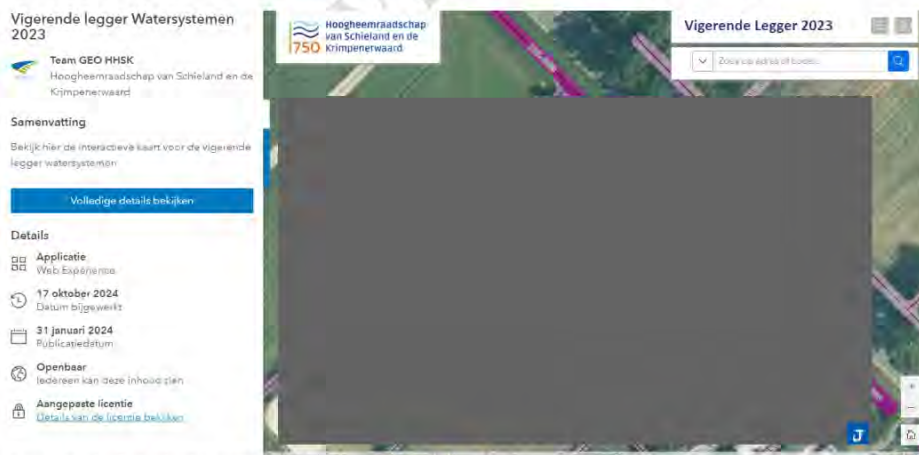 Vigerende legger Watersystemen
2023
Team GEO HHSK
Hoogheemraadschap van Schieland en de
Krimpenerwaard
Samenvatting
Bekijk hier de interactieve kaart voor de vigerende
legger watersystemen
Volledige details bekijken
Details
Applicatie
Web Experience
17 oktober 2024
Datum bijgewerkt
31 januari 2024
Publicatiedatum
Openbaar
Iedereen kan deze inhoud zien
Aangepaste licentie
Details van de licentie bekijken
Hoogheemraadschap
van Schieland en de
750 Krimpenerwaard
Vigerende Legger 2023
Zoek op adres of
J